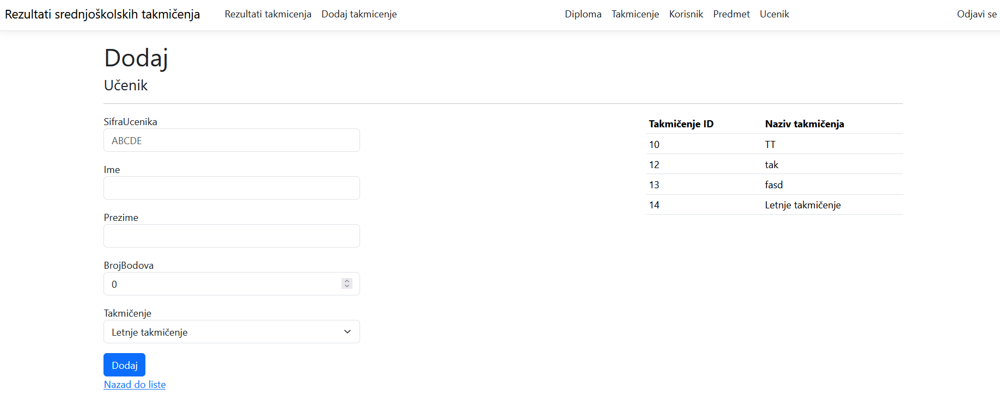 Rezultati srednjoškolskih takmičenja Rezultati takmicenja Dodaj takmicenje Diploma Takmicenje Korisnik Predmet Ucenik Odjavi se
Dodaj
Učenik
SifraUcenika
ABCDE
Ime
Prezime
BrojBodova
0
Takmičenje
Letnje takmičenje
Dodaj
Nazad do liste
Takmičenje ID Naziv takmičenja
10 TT
12 tak
13 fasd
14 Letnje takmičenje